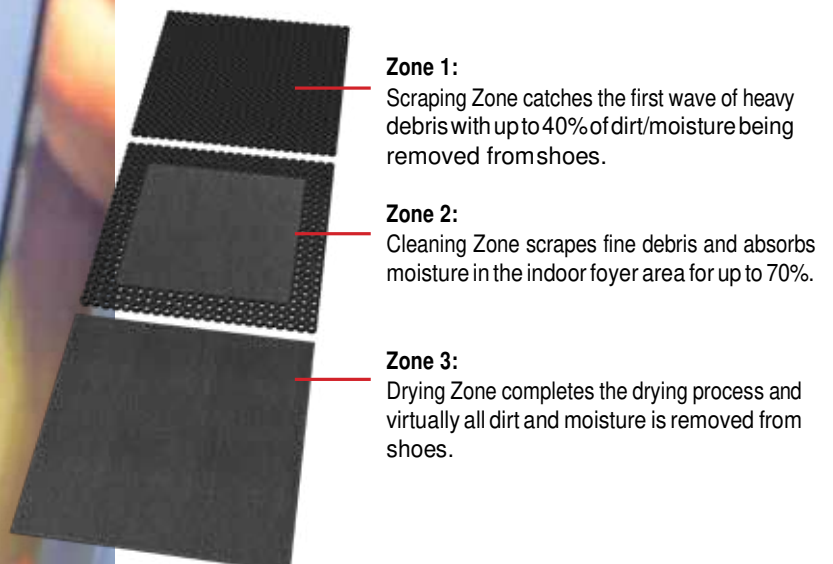 Zone 1:
Scraping Zone catches the first wave of heavy
debris with up to 40% of dirt/moisture being
removed from shoes.
Zone 2:
Cleaning Zone scrapes fine debris and absorbs
moisture in the indoor foyer area for up to 70%.
Zone 3:
Drying Zone completes the drying process and
virtually all dirt and moisture is removed from
shoes.